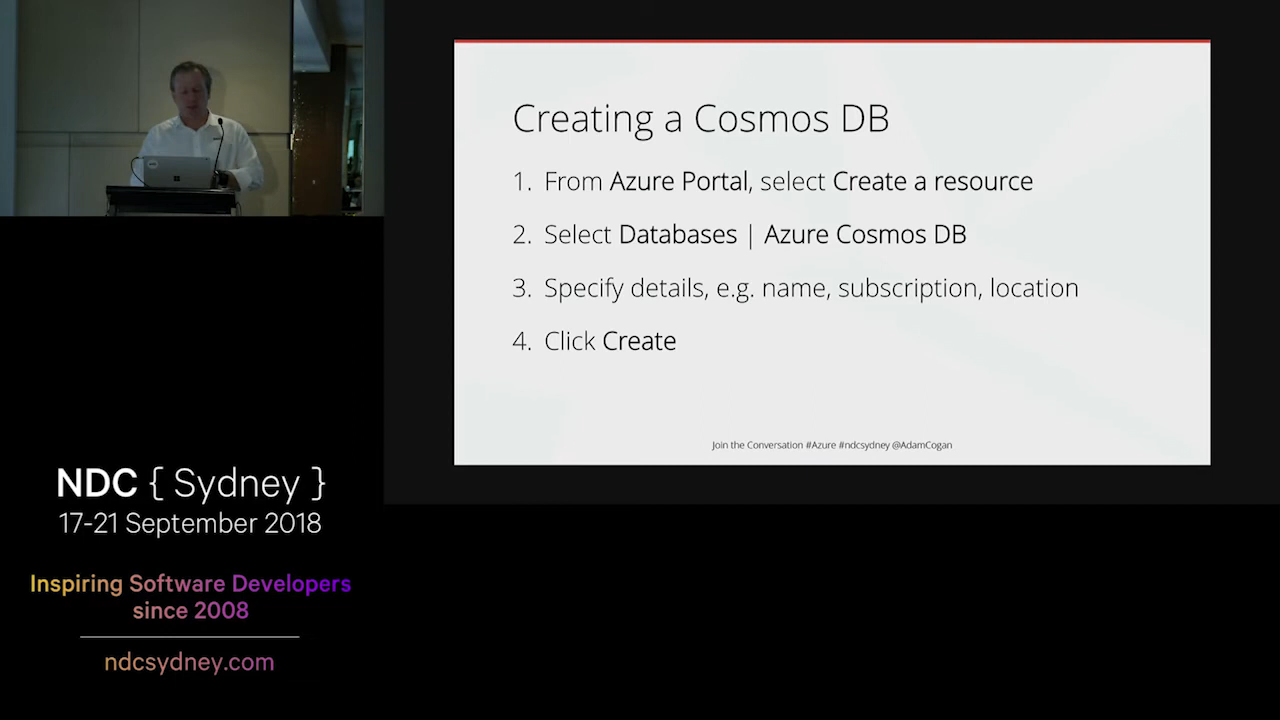 Creating a Cosmos DB
1. From Azure Portal, select Create a resource
2. Select Databases | Azure Cosmos DB
3. Specify details, e.g. name, subscription, location
4. Click Create
Join the Conversation #Azure #ndcsydney @AdamCogan
NDC { Sydney }
17-21 September 2018
Inspiring Software Developers
since 2008
ndcsydney.com